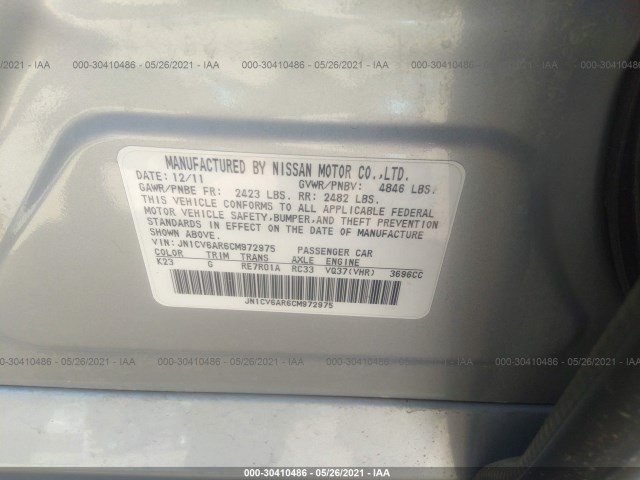 05/26/2021 - IAA 000-30410486 - 05/26/2021 - IAA 000-30410486 - 05/26/2021 - IAA 000-30410486 - 05
MANUFACTURED BY NISSAN MOTOR CO.,LTD.
DATE: 12/11 GVWR/PNBV: 4846 LBS.
GAWR/PNBE FR: 2423 LBS. RR: 2482 LBS.
THIS VEHICLE CONFORMS TO ALL APPLICABLE FEDERAL
MOTOR VEHICLE SAFETY,BUMPER,AND THEFT PREVENTION
STANDARDS IN EFFECT ON THE DATE OF MANUFACTURE
SHOWN ABOVE.
VIN: JN1CV6AR6CM972975 PASSENGER CAR
COLOR TRIM TRANS AXLE ENGINE
K23 G RE7R01A RC33 VQ37(VHR) 3696CC
JN1CV6AR6CM972975
05/26/2021 - IAA 000-30410486 - 05/26/2021 - IAA 000-30410486 - 05/26/2021 - IAA 000-30410486 - 05
000-30410486 - 05/26/2021 - IAA